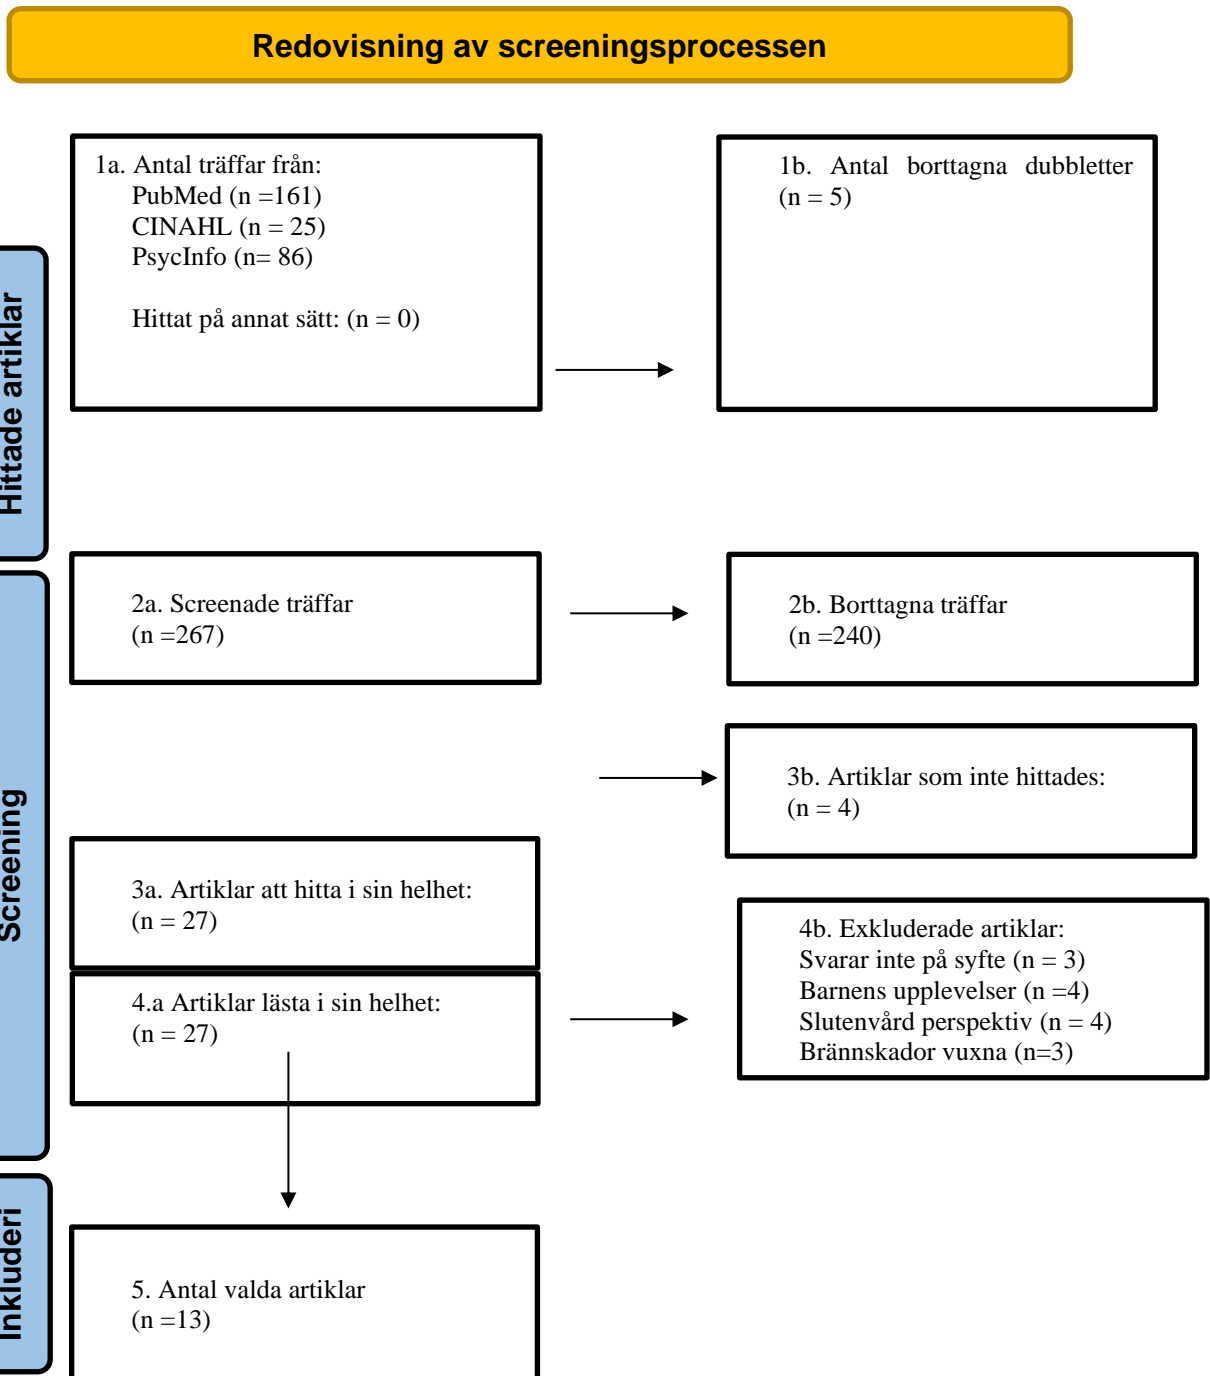 Redovisning av screeningsprocessen
Hittade artiklar
1a. Antal träffar från:
PubMed (n =161)
CINAHL (n = 25)
PsycInfo (n= 86)
Hittat på annat sätt: (n = 0)
1b. Antal borttagna dubbletter
(n = 5)
Screening
2a. Screenade träffar
(n =267)
2b. Borttagna träffar
(n =240)
3b. Artiklar som inte hittades:
(n = 4)
3a. Artiklar att hitta i sin helhet:
(n = 27)
4.a Artiklar lästa i sin helhet:
(n = 27)
4b. Exkluderade artiklar:
Svarar inte på syfte (n = 3)
Barnens upplevelser (n =4)
Slutenvård perspektiv (n = 4)
Brännskador vuxna (n=3)
Inkluderi
5. Antal valda artiklar
(n =13)